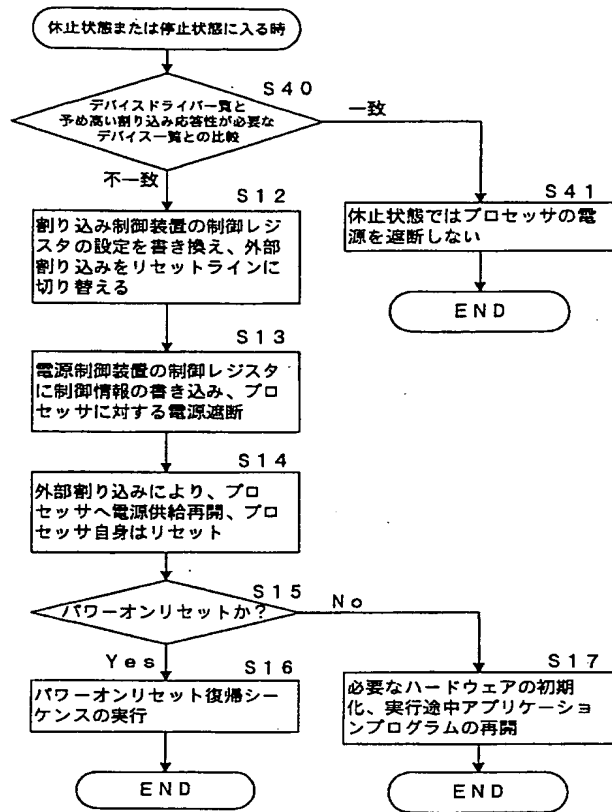 休止状態または停止状態に入る時
S40
デバイスドライバ一覧と
予め高い割り込み応答性が必要な
デバイス一覧との比較
一致
不一致
S12
割り込み制御装置の制御レジ
スタの設定を書き換え、外部
割り込みをリセットラインに
切り替える
S41
休止状態ではプロセッサの電
源を遮断しない
END
S13
電源制御装置の制御レジスタ
に制御情報の書き込み、プロ
セッサに対する電源遮断
S14
外部割り込みにより、プロ
セッサへ電源供給再開、プロ
セッサ自身はリセット
S15
パワーオンリセットか？
No
Yes
S16
パワーオンリセット復帰シー
ケンスの実行
END
S17
必要なハードウェアの初期
化、実行途中アプリケーショ
ンプログラムの再開
END